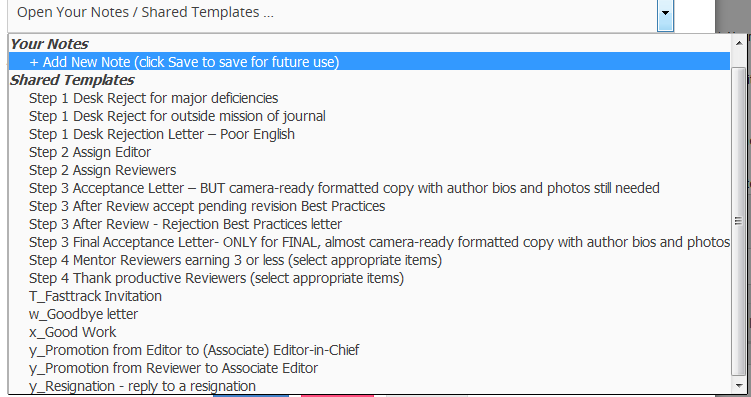 Open Your Notes / Shared Templates ...
Your Notes
+ Add New Note (click Save to save for future use)
Shared Templates
Step 1 Desk Reject for major deficiencies
Step 1 Desk Reject for outside mission of journal
Step 1 Desk Rejection Letter – Poor English
Step 2 Assign Editor
Step 2 Assign Reviewers
Step 3 Acceptance Letter – BUT camera-ready formatted copy with author bios and photos still needed
Step 3 After Review accept pending revision Best Practices
Step 3 After Review - Rejection Best Practices letter
Step 3 Final Acceptance Letter- ONLY for FINAL, almost camera-ready formatted copy with author bios and photos
Step 4 Mentor Reviewers earning 3 or less (select appropriate items)
Step 4 Thank productive Reviewers (select appropriate items)
T_Fasttrack Invitation
w_Goodbye letter
x_Good Work
y_Promotion from Editor to (Associate) Editor-in-Chief
y_Promotion from Reviewer to Associate Editor
y_Resignation - reply to a resignation